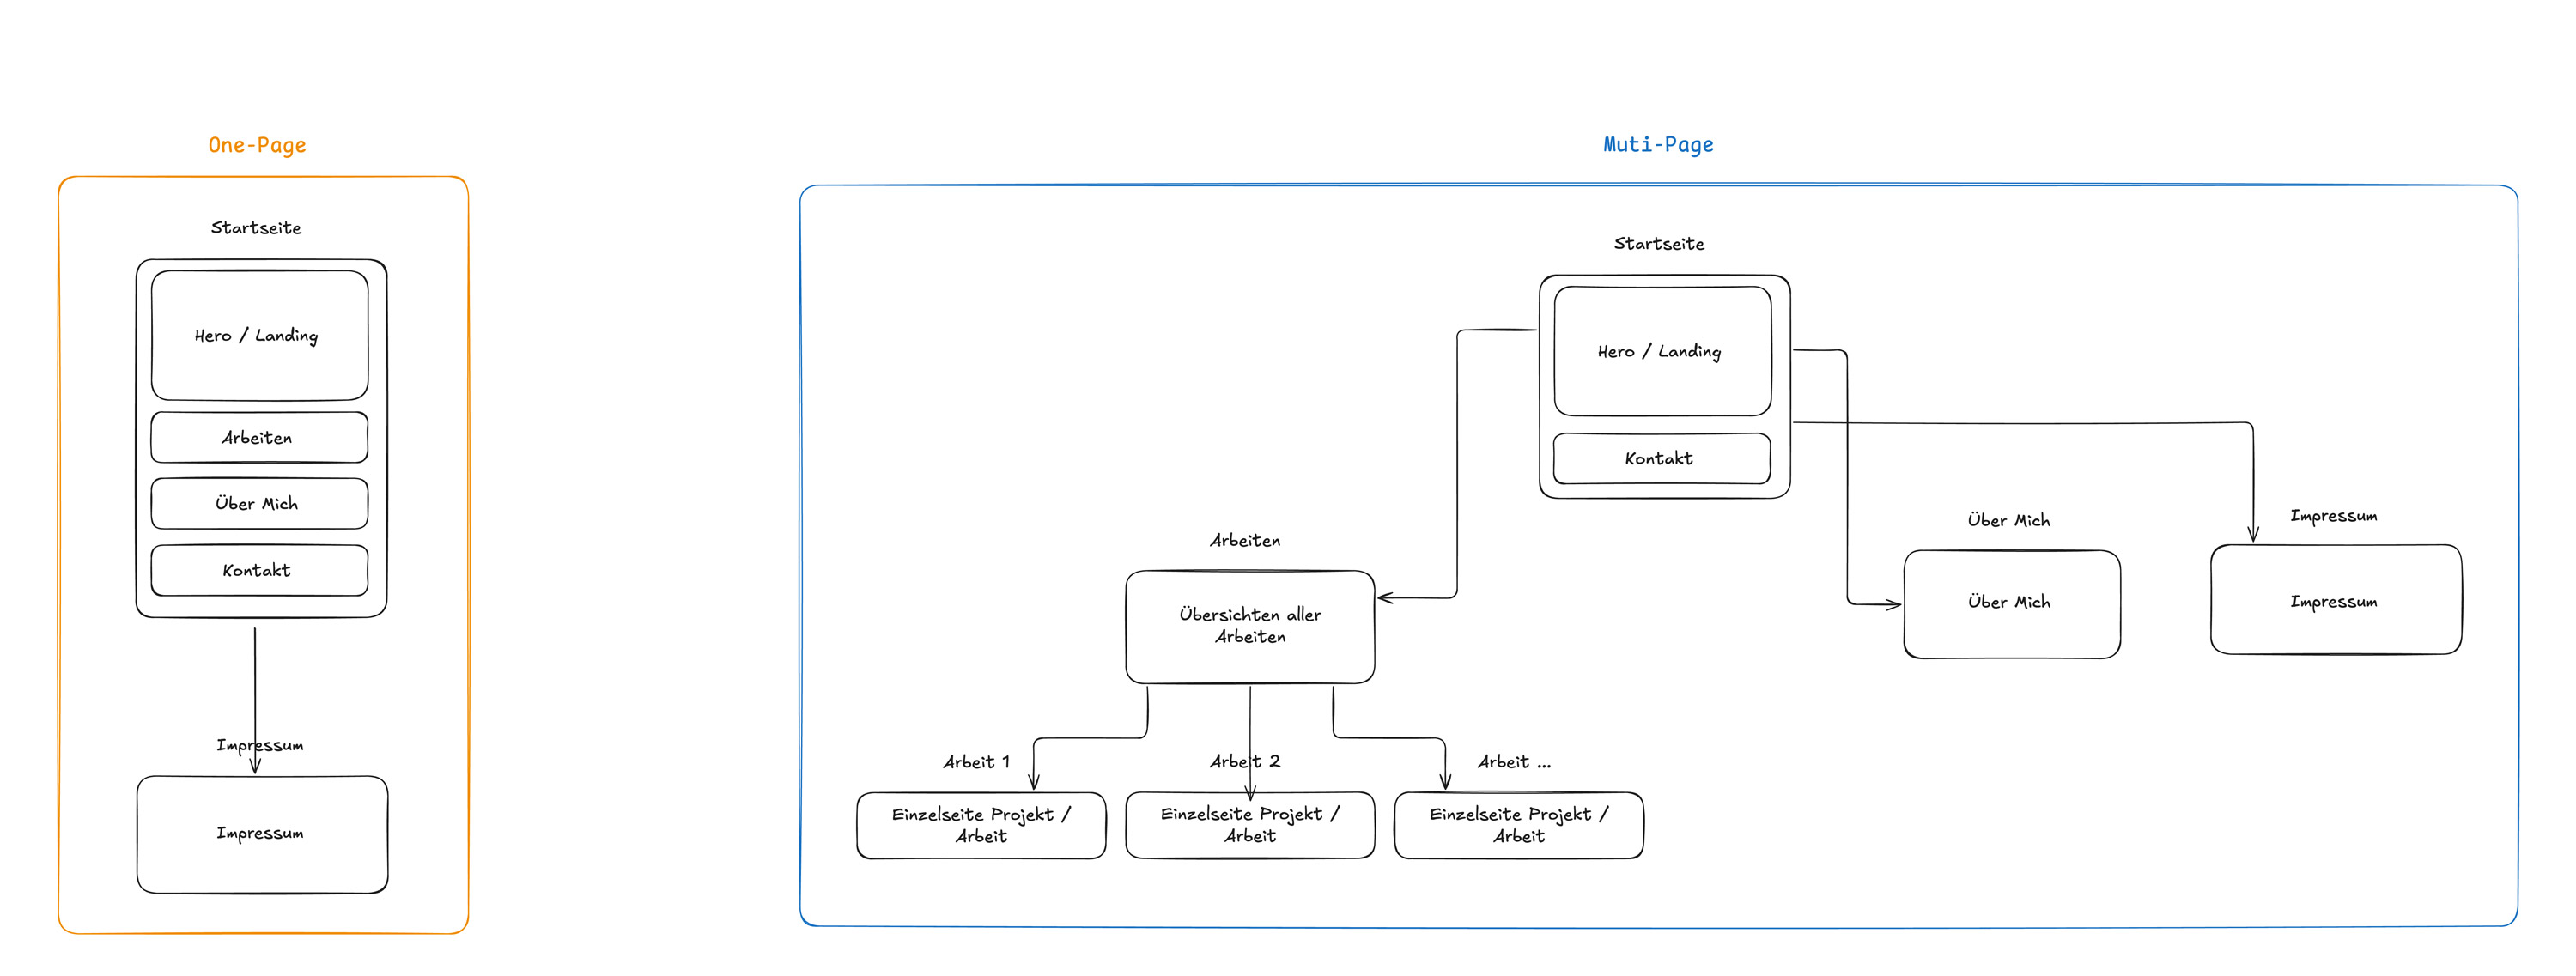 One-Page
Startseite
Hero / Landing
Arbeiten
Über Mich
Kontakt
Impressum
Impressum
Muti-Page
Startseite
Hero / Landing
Kontakt
Arbeiten
Übersichten aller
Arbeiten
Über Mich
Über Mich
Impressum
Impressum
Arbeit 1
Einzelseite Projekt /
Arbeit
Arbeit 2
Einzelseite Projekt /
Arbeit
Arbeit ...
Einzelseite Projekt /
Arbeit